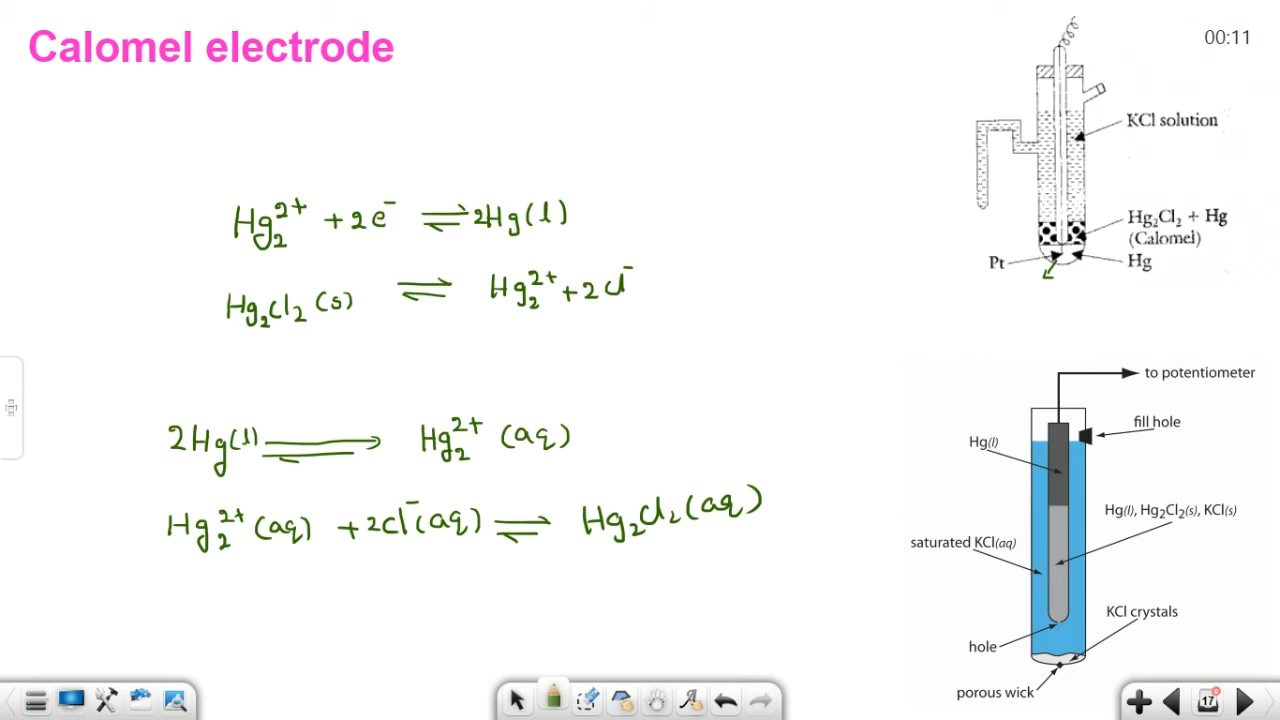 Calomel electrode
00:11
KCl solution
Hg₂Cl₂ + Hg
(Calomel)
Pt
Hg
Hg₂²⁺ + 2e⁻ ⇌ 2Hg(l)
Hg₂Cl₂(s) ⇌ Hg₂²⁺ + 2Cl⁻
2Hg(l) ⇌ Hg₂²⁺ (aq)
Hg₂²⁺(aq) + 2Cl⁻(aq) ⇌ Hg₂Cl₂(aq)
to potentiometer
fill hole
Hg(l)
Hg(l), Hg₂Cl₂(s), KCl(s)
saturated KCl(aq)
KCl crystals
hole
porous wick
17